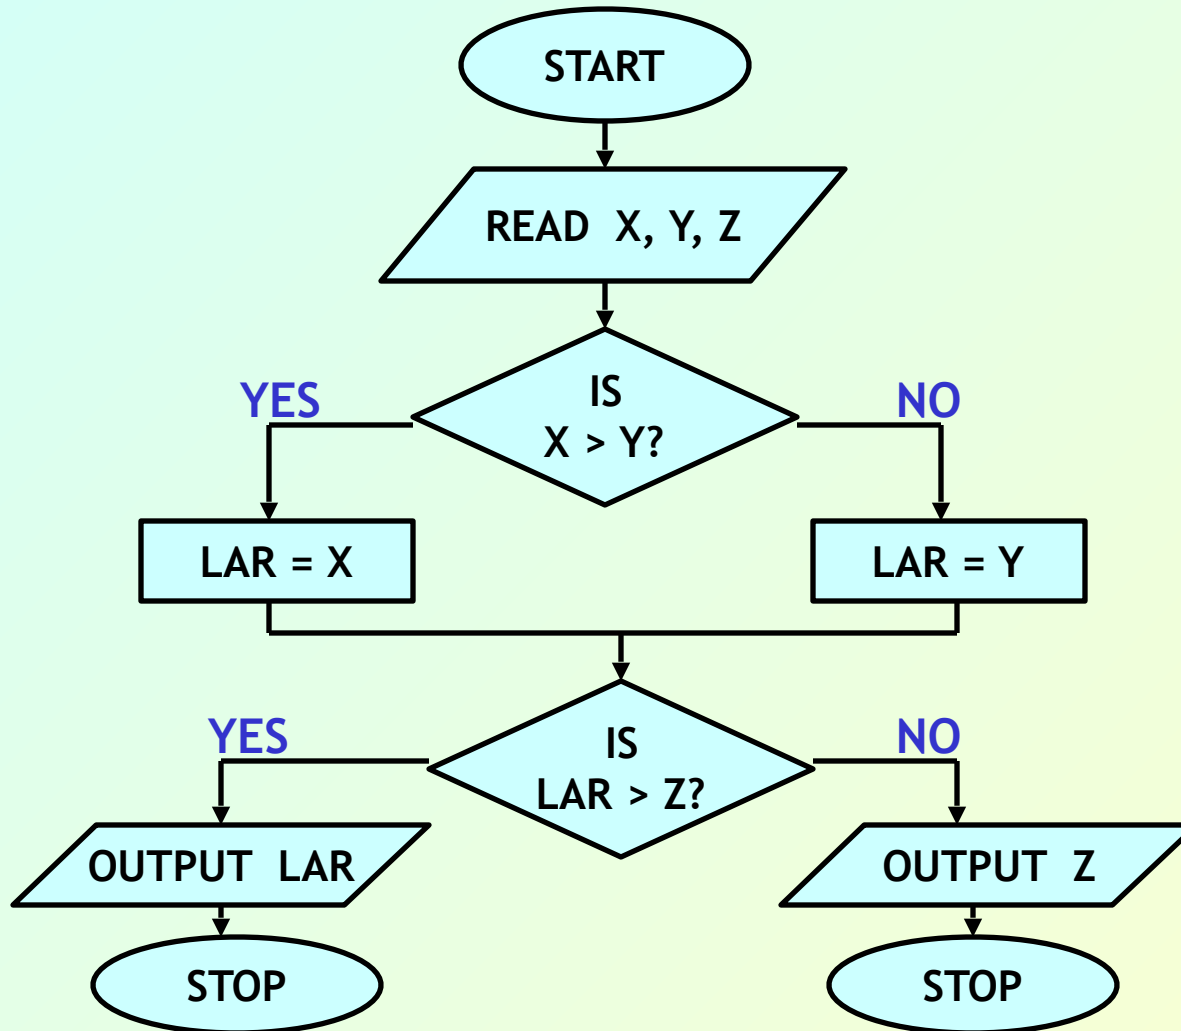 START
READ X, Y, Z
IS
X > Y?
YES
NO
LAR = X
LAR = Y
IS
LAR > Z?
YES
NO
OUTPUT LAR
OUTPUT Z
STOP
STOP